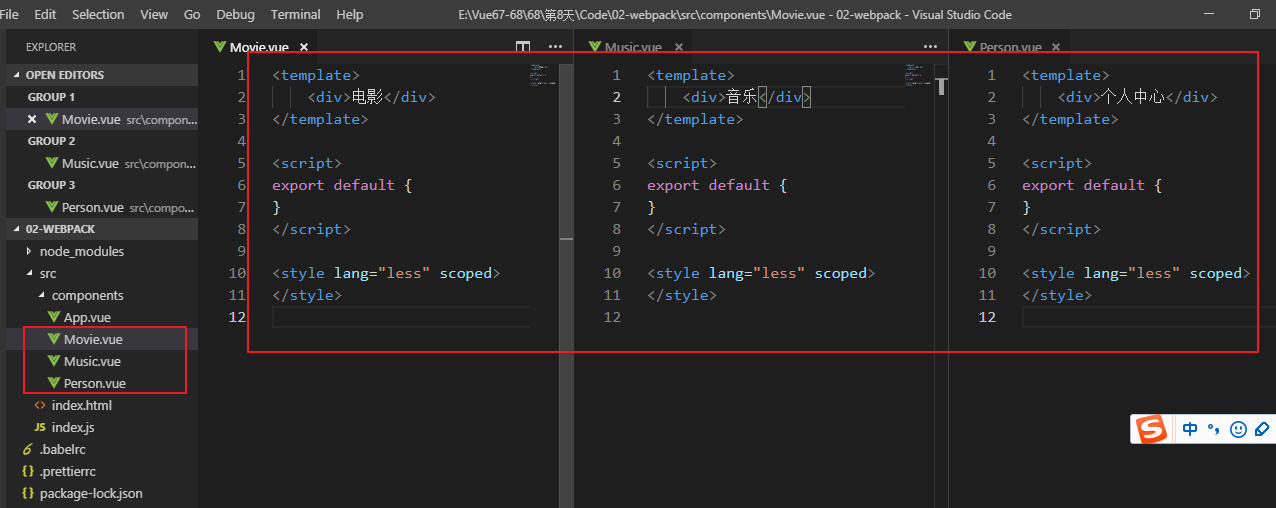 File Edit Selection View Go Debug Terminal Help E:\Vue67-68\68\第8天\Code\02-webpack\src\components\Movie.vue - 02-webpack - Visual Studio Code
EXPLORER
OPEN EDITORS
GROUP 1
Movie.vue src\compon...
GROUP 2
Music.vue src\compon...
GROUP 3
Person.vue src\compo...
02-WEBPACK
node_modules
src
components
App.vue
Movie.vue
Music.vue
Person.vue
index.html
JS index.js
.babelrc
.prettierrc
package-lock.json
Movie.vue
1 <template>
2 <div>电影</div>
3 </template>
4
5 <script>
6 export default {
7 }
8 </script>
9
10 <style lang="less" scoped>
11 </style>
12
Music.vue
1 <template>
2 <div>音乐</div>
3 </template>
4
5 <script>
6 export default {
7 }
8 </script>
9
10 <style lang="less" scoped>
11 </style>
12
Person.vue
1 <template>
2 <div>个人中心</div>
3 </template>
4
5 <script>
6 export default {
7 }
8 </script>
9
10 <style lang="less" scoped>
11 </style>
12
S 中 °,